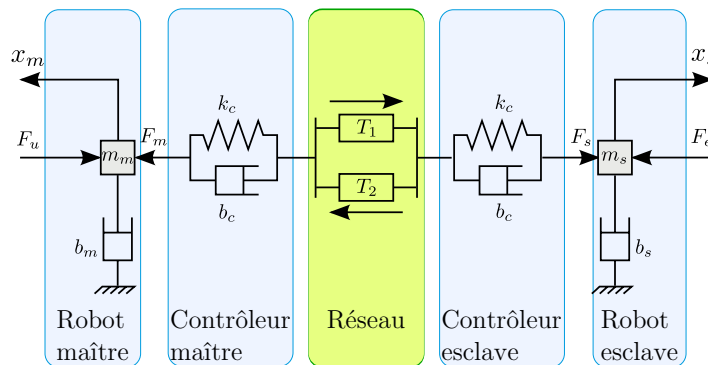 x_m
k_c
k_c
x
T_1
F_u
F_m
F_s
F_e
m_m
m_s
T_2
b_c
b_c
b_m
b_s
Robot
maître
Contrôleur
maître
Réseau
Contrôleur
esclave
Robot
esclave